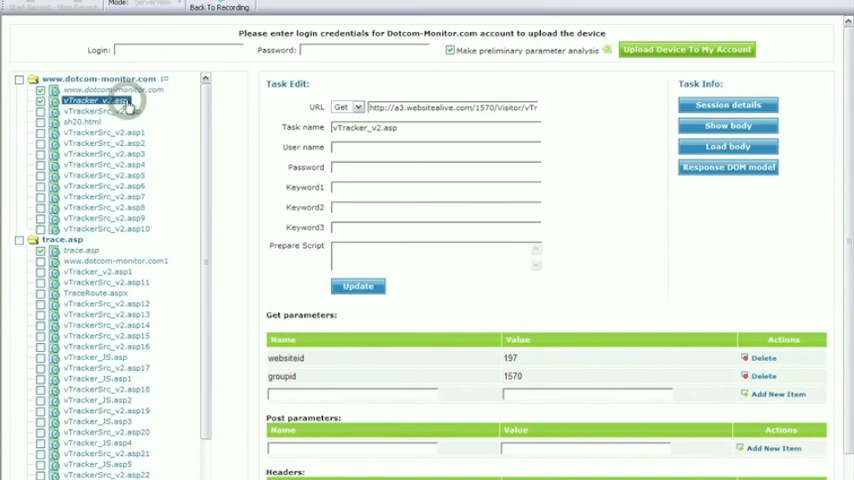 Start Record Stop Record Mode: Back To Recording
Please enter login credentials for Dotcom-Monitor.com account to upload the device
Login: Password: Make preliminary parameter analysis Upload Device To My Account
www.dotcom-monitor.com
www.dotcom-monitor.com
vTracker_v2.asp
vTrackerSrc_v2.asp
sh20.html
vTrackerSrc_v2.asp1
vTrackerSrc_v2.asp2
vTrackerSrc_v2.asp3
vTrackerSrc_v2.asp4
vTrackerSrc_v2.asp5
vTrackerSrc_v2.asp6
vTrackerSrc_v2.asp7
vTrackerSrc_v2.asp8
vTrackerSrc_v2.asp9
vTrackerSrc_v2.asp10
trace.asp
trace.asp
www.dotcom-monitor.com1
vTracker_v2.asp1
vTrackerSrc_v2.asp11
TraceRoute.aspx
vTrackerSrc_v2.asp12
vTrackerSrc_v2.asp13
vTrackerSrc_v2.asp14
vTrackerSrc_v2.asp15
vTrackerSrc_v2.asp16
vTracker_JS.asp
vTrackerSrc_v2.asp17
vTracker_JS.asp1
vTrackerSrc_v2.asp18
vTracker_JS.asp2
vTrackerSrc_v2.asp19
vTracker_JS.asp3
vTrackerSrc_v2.asp20
vTracker_JS.asp4
vTrackerSrc_v2.asp21
vTracker_JS.asp5
vTrackerSrc_v2.asp22
Task Edit:
URL Get http://a3.websitealive.com/1570/Visitor/vTr
Task name vTracker_v2.asp
User name
Password
Keyword1
Keyword2
Keyword3
Prepare Script
Update
Task Info:
Session details
Show body
Load body
Response DOM model
Get parameters:
Name Value Actions
websiteid 197 Delete
groupid 1570 Delete
Add New Item
Post parameters:
Name Value Actions
Add New Item
Headers: